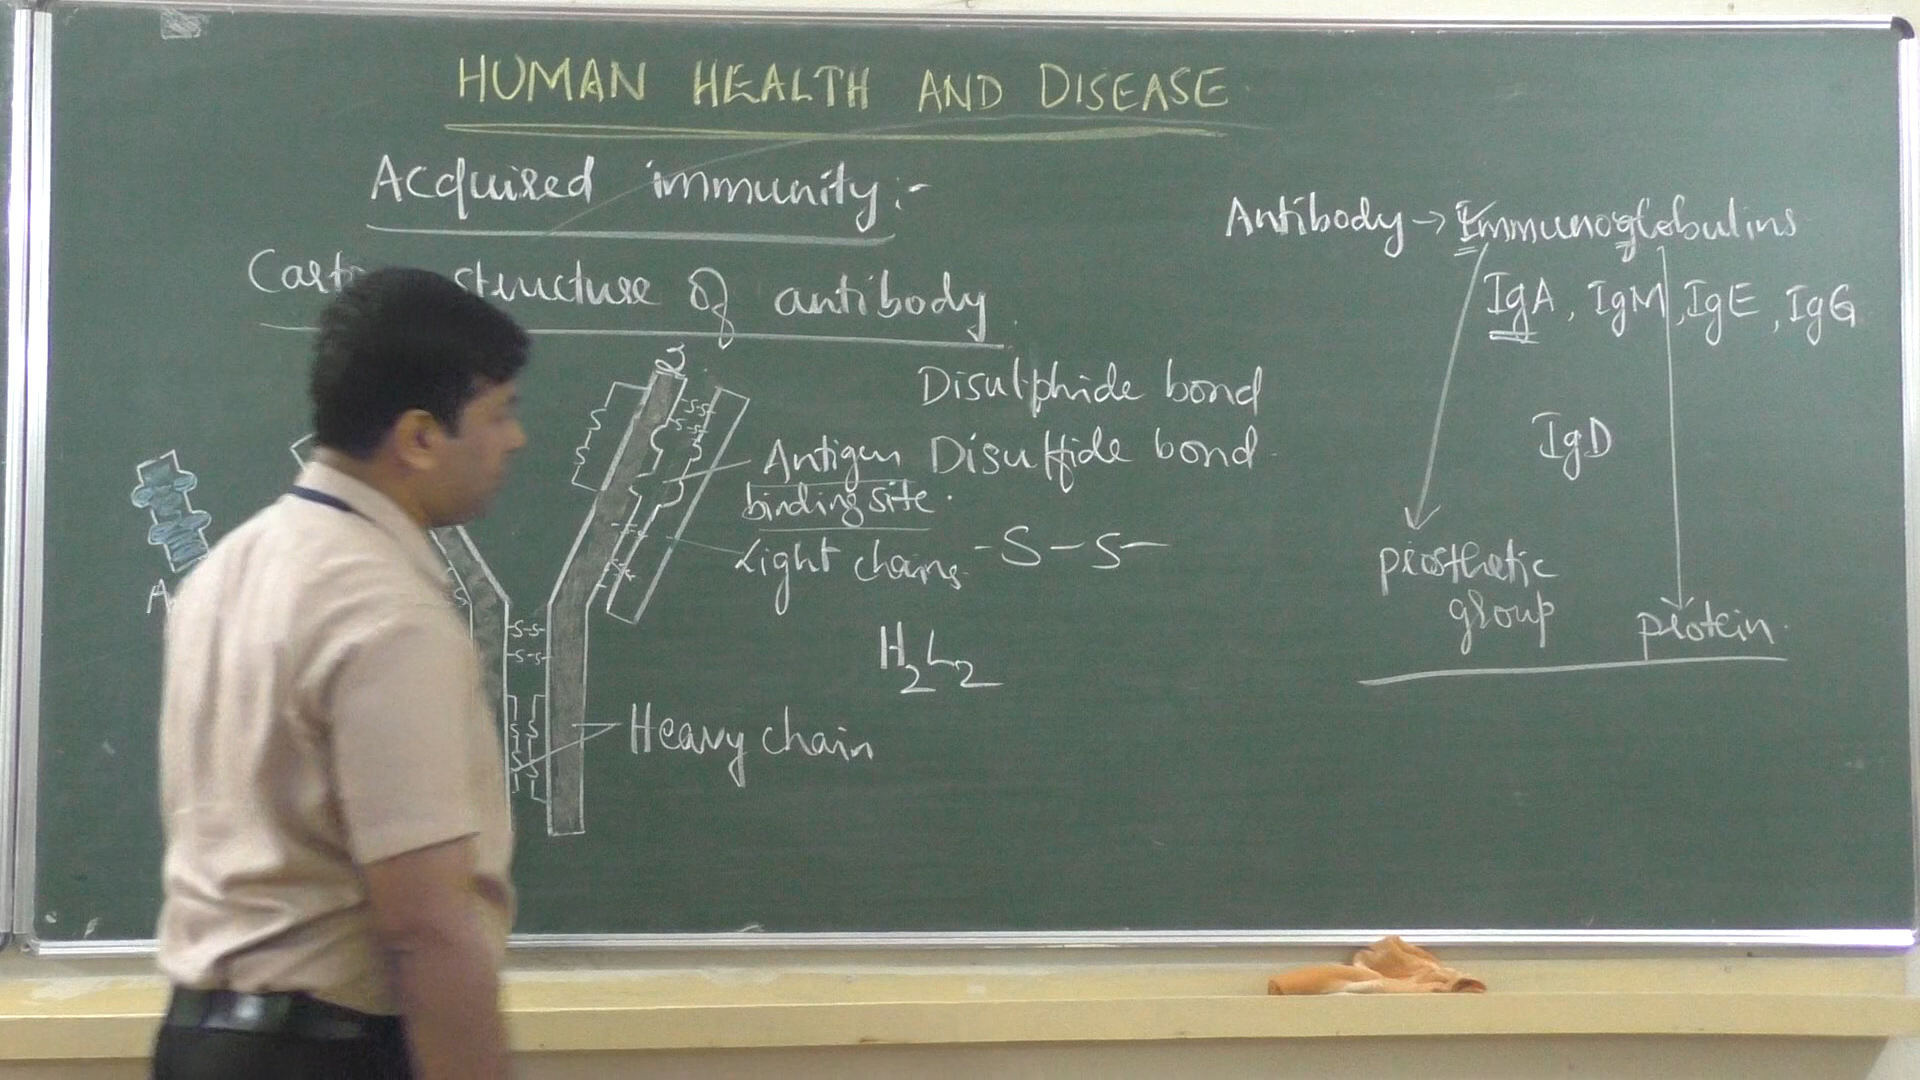 HUMAN HEALTH AND DISEASE
Acquired immunity:-
structure of antibody
Antigen
binding site.
Light chains
Heavy chain
Disulphide bond
Disulfide bond
-S-S-
H2L2
Antibody → Immunoglobulins
IgA, IgM, IgE, IgG
IgD
prosthetic
group
protein.
S-S
S-S
-S-S-
-S-S-